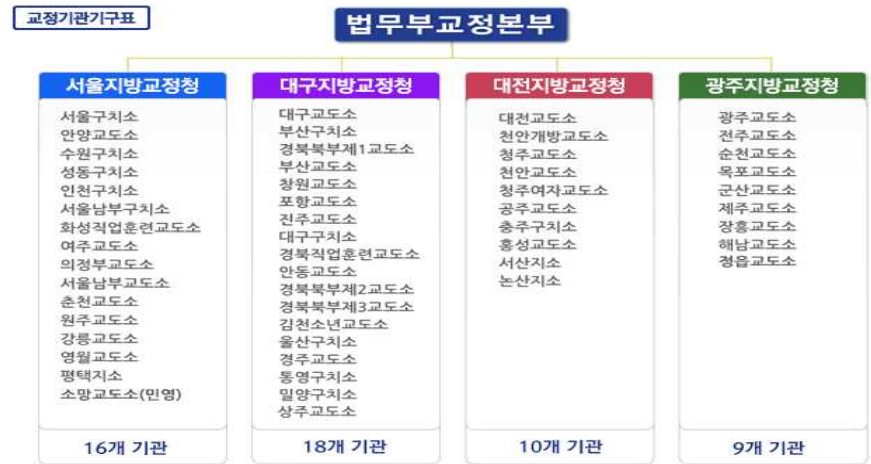 교정기관기구표
법무부교정본부
서울지방교정청
서울구치소
안양교도소
수원구치소
성동구치소
인천구치소
서울남부구치소
화성직업훈련교도소
여주교도소
의정부교도소
서울남부교도소
춘천교도소
원주교도소
강릉교도소
영월교도소
평택지소
소망교도소(민영)
16개 기관
대구지방교정청
대구교도소
부산구치소
경북북부제1교도소
부산교도소
창원교도소
포항교도소
진주교도소
대구구치소
경북직업훈련교도소
안동교도소
경북북부제2교도소
경북북부제3교도소
김천소년교도소
울산구치소
경주교도소
통영구치소
밀양구치소
상주교도소
18개 기관
대전지방교정청
대전교도소
천안개방교도소
청주교도소
천안교도소
청주여자교도소
공주교도소
충주구치소
홍성교도소
서산지소
논산지소
10개 기관
광주지방교정청
광주교도소
전주교도소
순천교도소
목포교도소
군산교도소
제주교도소
장흥교도소
해남교도소
정읍교도소
9개 기관